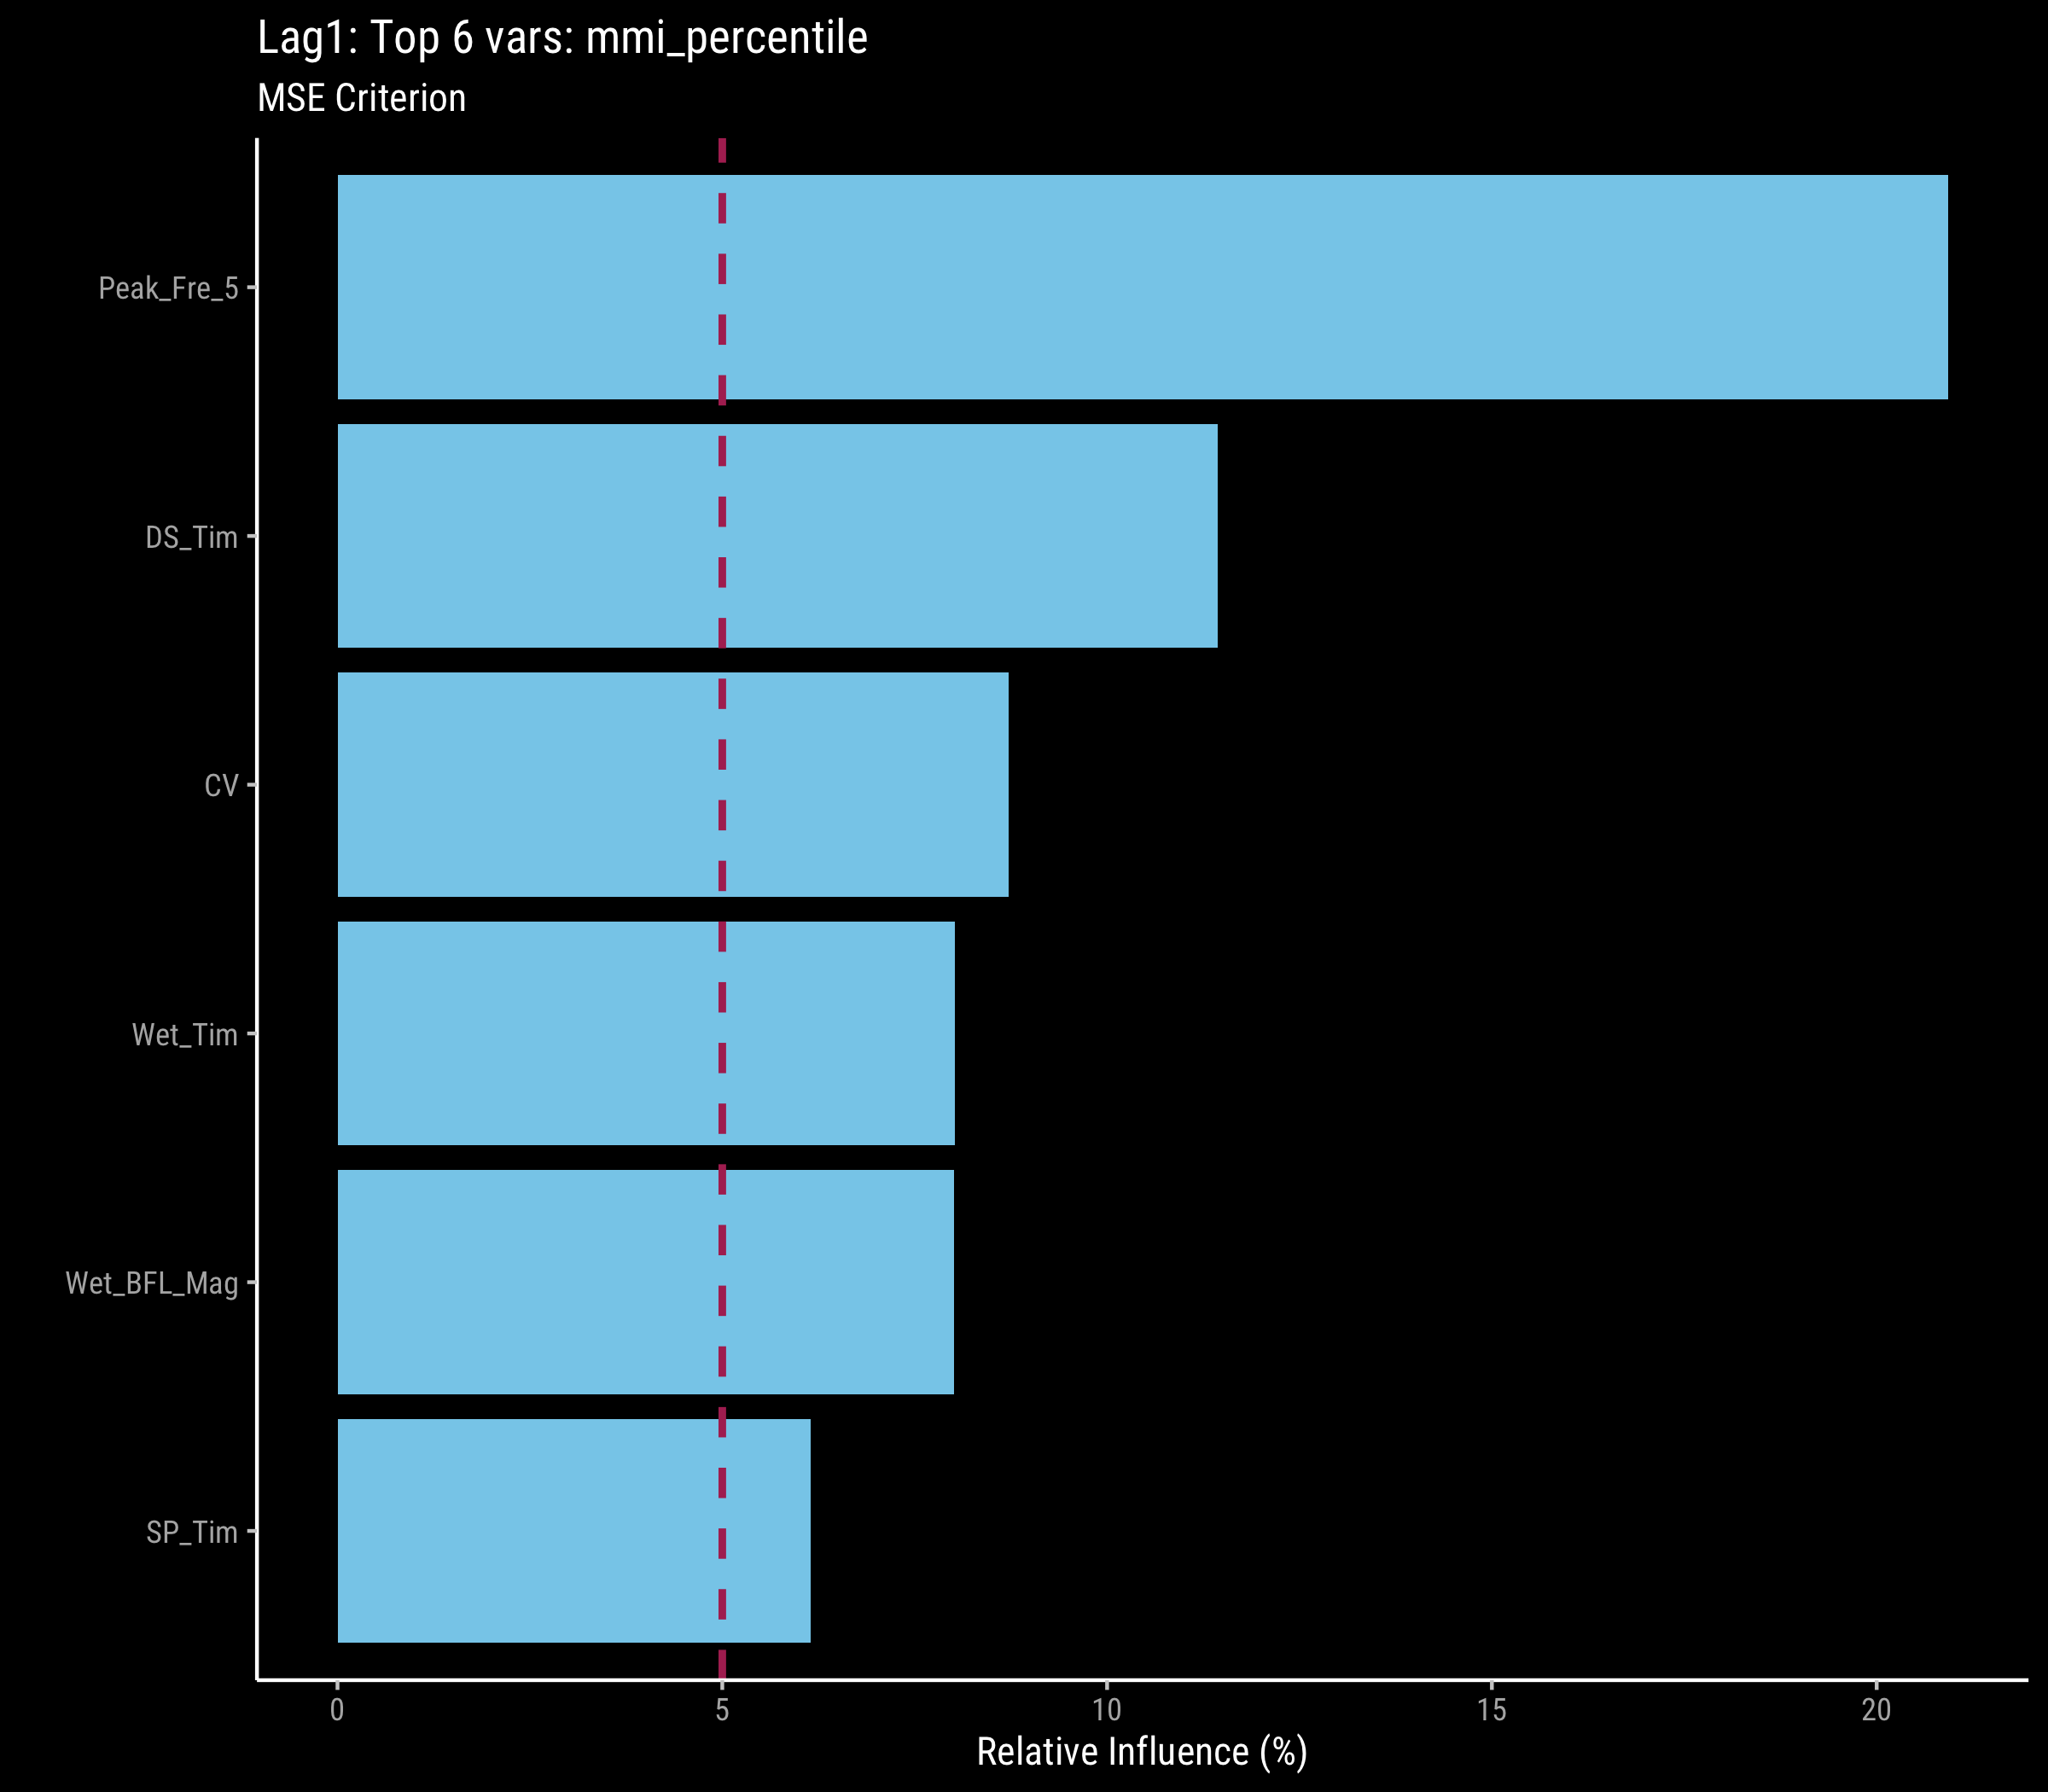 Lag1: Top 6 vars: mmi_percentile
MSE Criterion
Peak_Fre_5
DS_Tim
CV
Wet_Tim
Wet_BFL_Mag
SP_Tim
0 5 10 15 20
Relative Influence (%)